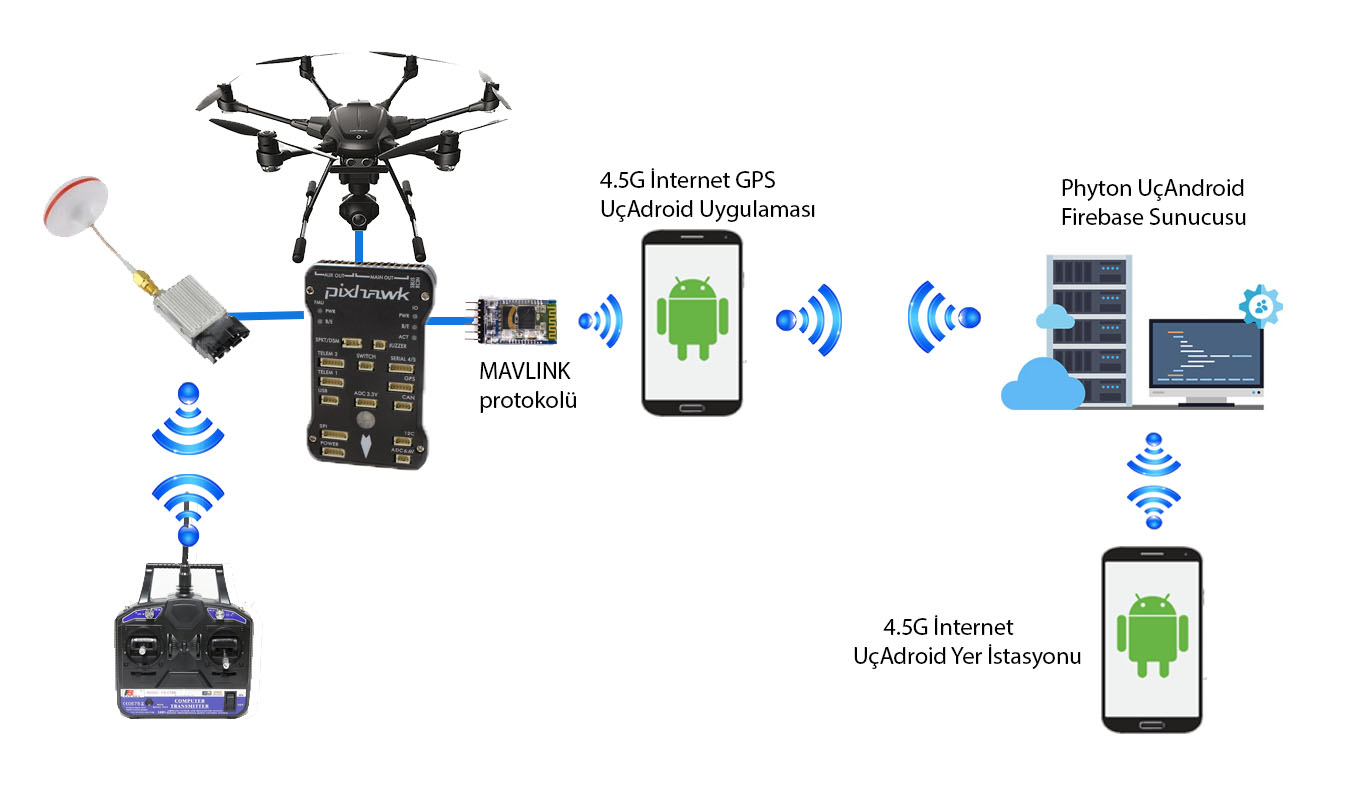 4.5G İnternet GPS
UçAdroid Uygulaması
Phyton UçAndroid
Firebase Sunucusu
AUX OUT
MAIN OUT
pixhawk
FMU
IO
PWR
PWR
B/E
B/E
ACT
SPKT/DSM
BUZZER
TELEM 2
SWITCH
SERIAL 4/5
TELEM 1
GPS
USB
ADC 3.3V
CAN
SPI
I2C
POWER
ADC 6.6V
MAVLINK
protokolü
4.5G İnternet
UçAdroid Yer İstasyonu
COMPUTER
TRANSMITTER